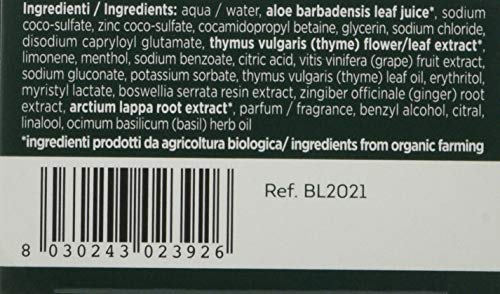 Ingredienti / Ingredients: aqua / water, aloe barbadensis leaf juice*, sodium
coco-sulfate, zinc coco-sulfate, cocamidopropyl betaine, glycerin, sodium chloride,
disodium capryloyl glutamate, thymus vulgaris (thyme) flower/leaf extract*,
limonene, menthol, sodium benzoate, citric acid, vitis vinifera (grape) fruit extract,
sodium gluconate, potassium sorbate, thymus vulgaris (thyme) leaf oil, erythritol,
myristyl lactate, boswellia serrata resin extract, zingiber officinale (ginger) root
extract, arctium lappa root extract*, parfum / fragrance, benzyl alcohol, citral,
linalool, ocimum basilicum (basil) herb oil
*ingredienti prodotti da agricoltura biologica/ ingredients from organic farming
Ref. BL2021
8 030243 023926